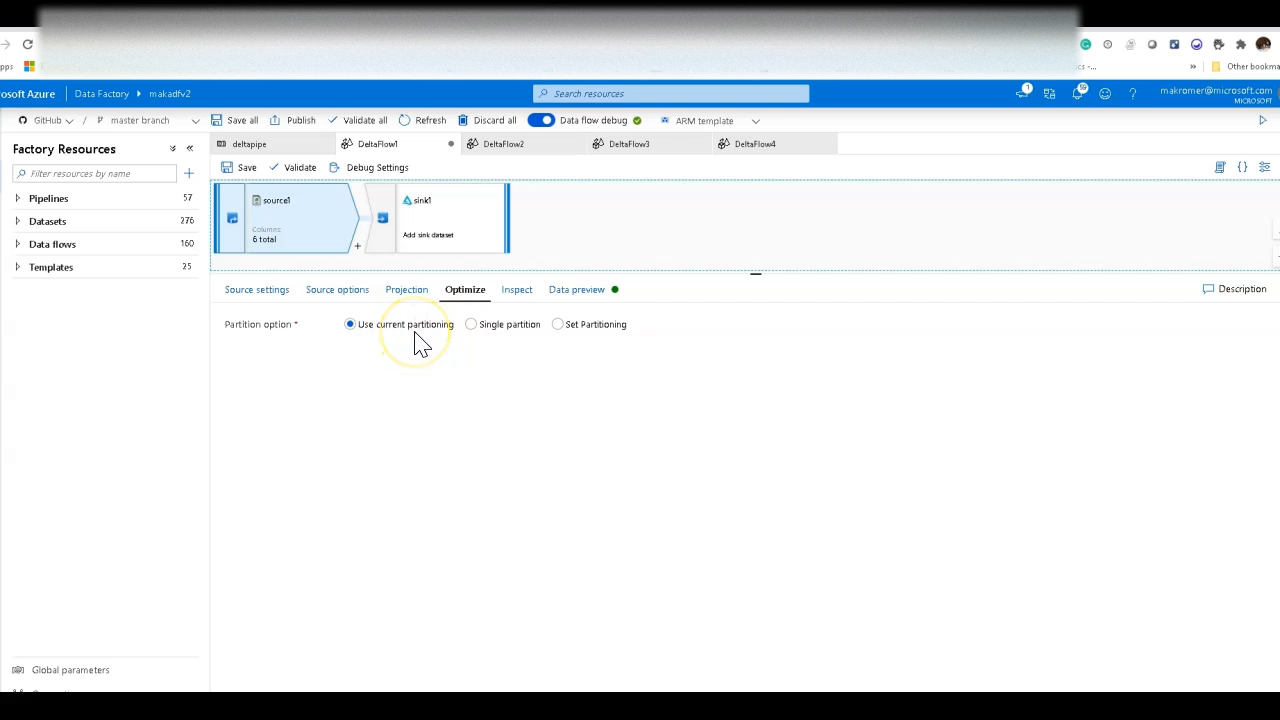 pps
cs -...
»
Other bookma
osoft Azure
Data Factory
makadfv2
Search resources
1
99
makromer@microsoft.com
MICROSOFT
GitHub
/
master branch
Save all
Publish
Validate all
Refresh
Discard all
Data flow debug
ARM template
Factory Resources
«
Filter resources by name
+
Pipelines
57
Datasets
276
Data flows
160
Templates
25
Global parameters
deltapipe
DeltaFlow1
DeltaFlow2
DeltaFlow3
DeltaFlow4
Save
Validate
Debug Settings
{}
source1
Columns:
6 total
+
sink1
Add sink dataset
Source settings
Source options
Projection
Optimize
Inspect
Data preview
Description
Partition option *
Use current partitioning
Single partition
Set Partitioning